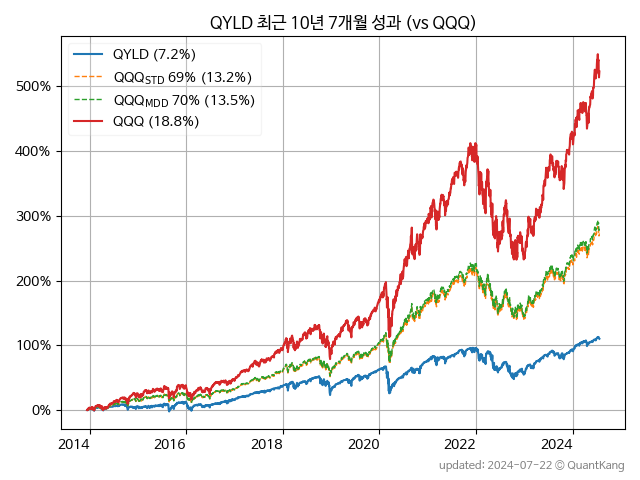 QYLD 최근 10년 7개월 성과 (vs QQQ)
QYLD (7.2%)
QQQSTD 69% (13.2%)
QQQMDD 70% (13.5%)
QQQ (18.8%)
500%
400%
300%
200%
100%
0%
2014 2016 2018 2020 2022 2024
updated: 2024-07-22 © QuantKang